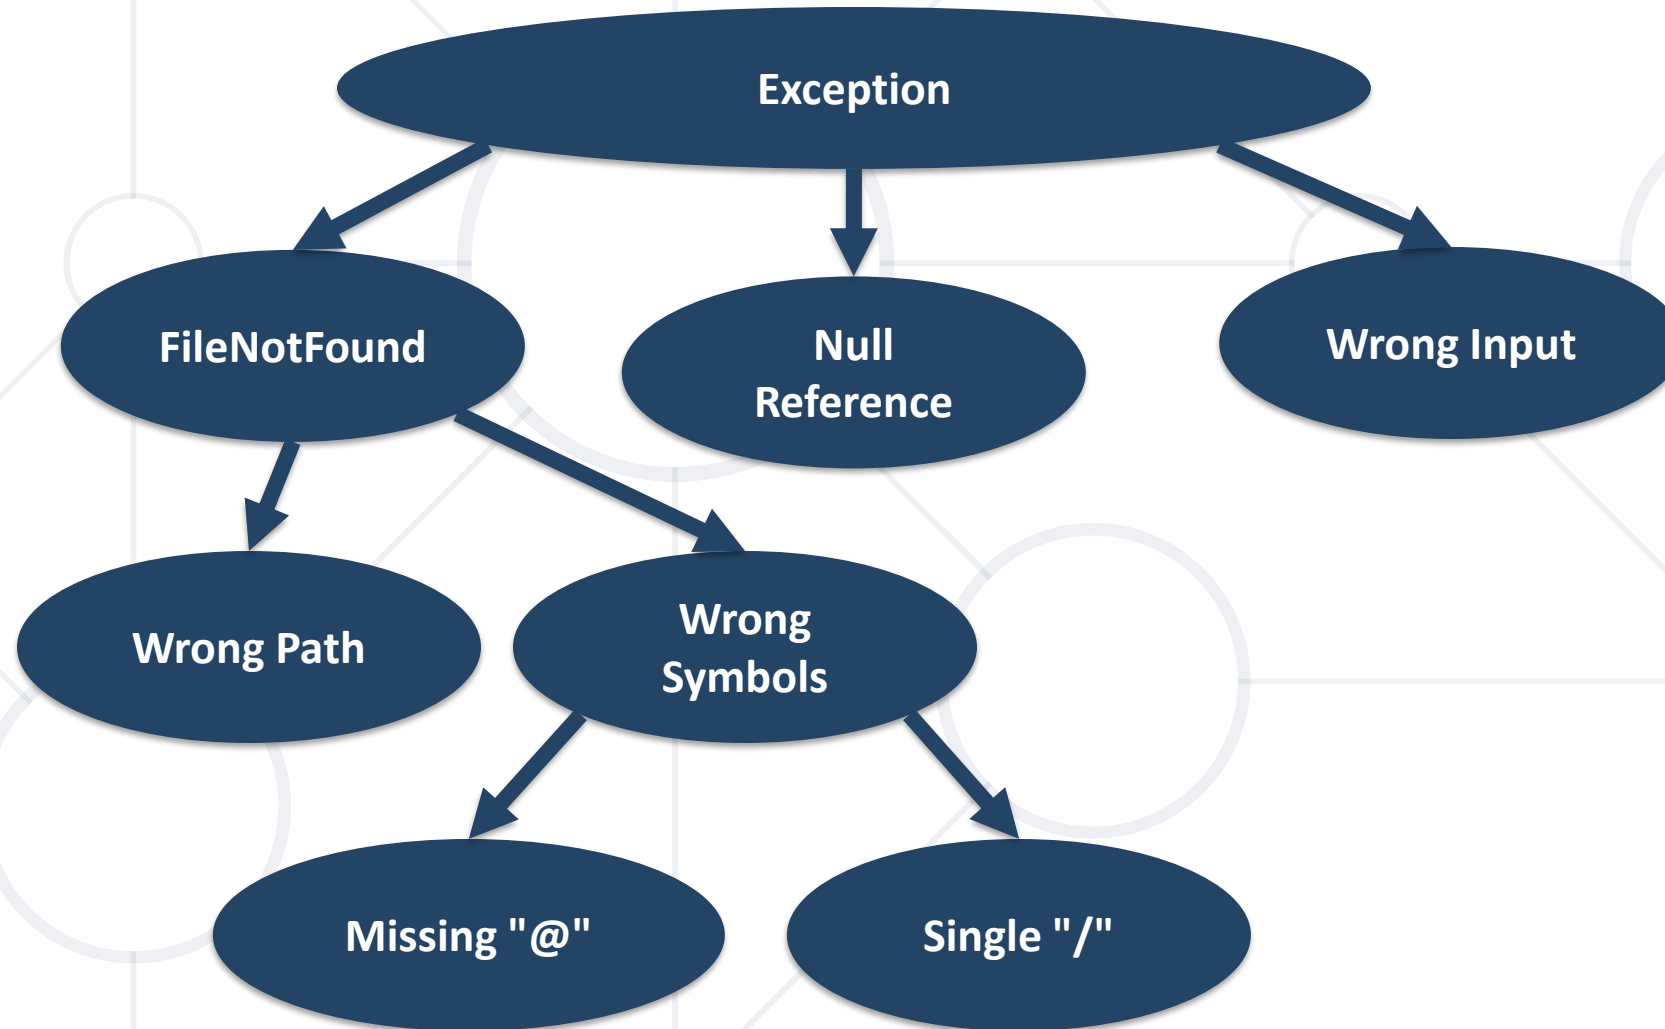 Exception
FileNotFound
Null
Reference
Wrong Input
Wrong Path
Wrong
Symbols
Missing "@"
Single "/"